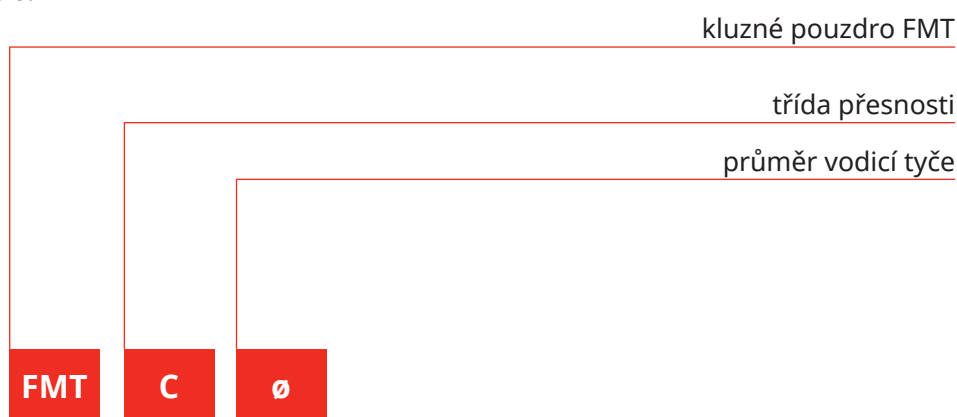 kluzné pouzdro FMT
třída přesnosti
průměr vodicí tyče
FMT C ø